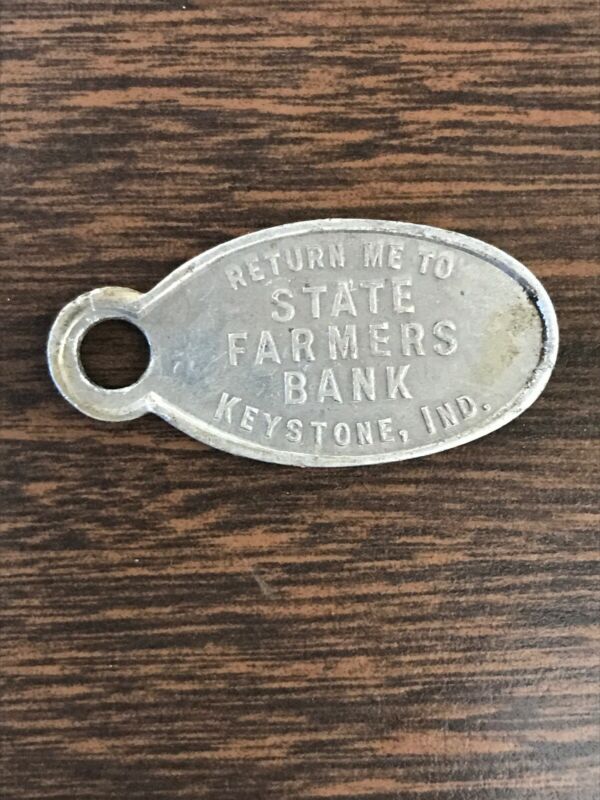 RETURN ME TO
STATE
FARMERS
BANK
KEYSTONE, IND.